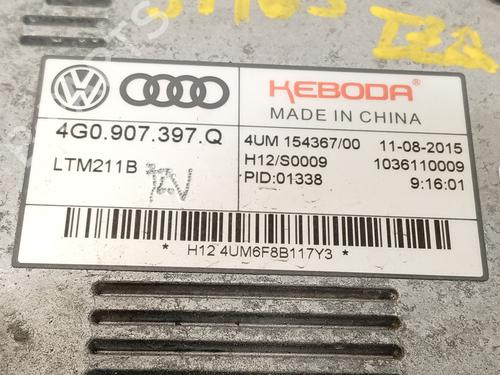 KEBODA
MADE IN CHINA
4G0.907.397.Q
LTM211B
4UM 154367/00 11-08-2015
H12/S0009 1036110009
PID:01338 9:16:01
* H12 4UM6F8B117Y3 *